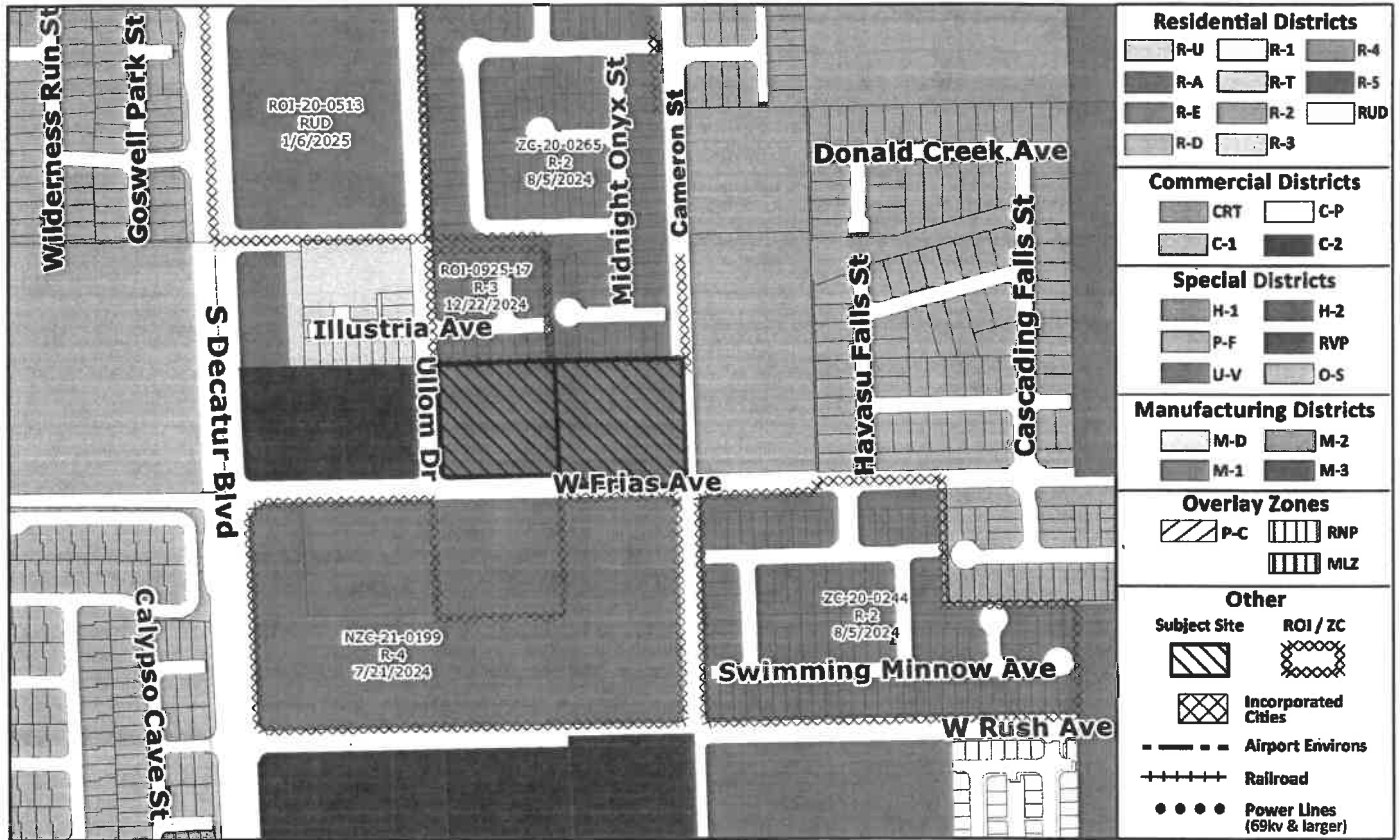 Wilderness Run St
Goswell Park St
ROI-20-0513
RUD
1/6/2025
ZC-20-0265
R-2
8/5/2024
Midnight Onyx St
Cameron St
Donald Creek Ave
Havasu Falls St
Cascading Falls St
ROI-0925-17
R-3
12/22/2024
Illustria Ave
S Decatur Blvd
Ullom Dr
W Frias Ave
Calypso Cave St
NZC-21-0199
R-4
7/21/2024
ZC-20-0244
R-2
8/5/2024
Swimming Minnow Ave
W Rush Ave
Residential Districts
R-U R-1 R-4
R-A R-T R-5
R-E R-2 RUD
R-D R-3
Commercial Districts
CRT C-P
C-1 C-2
Special Districts
H-1 H-2
P-F RVP
U-V O-S
Manufacturing Districts
M-D M-2
M-1 M-3
Overlay Zones
P-C RNP
MLZ
Other
Subject Site ROI / ZC
Incorporated
Cities
Airport Environs
Railroad
Power Lines
(69kv & larger)